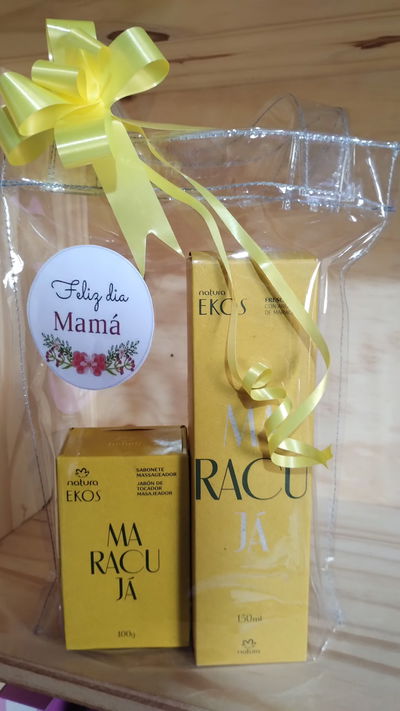 Feliz dia
Mamá
natura
EKOS
SABONETE
MASSAGEADOR
JABÓN DE
TOCADOR
MASAJEADOR
MA
RACU
JÁ
100g
natura
EKOS
DE
MA
RACU
JÁ
150ml
natura